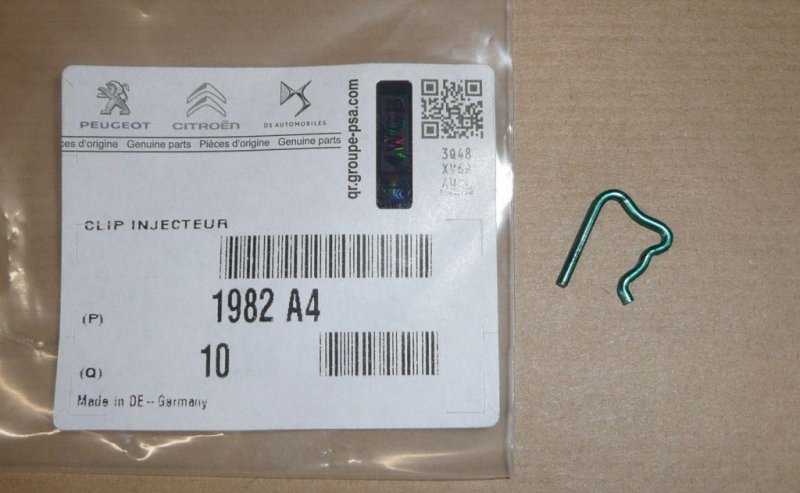 PEUGEOT CITROËN DS AUTOMOBILES
ces d'origine Genuine parts Pièces d'origine Genuine parts
qr.groupe-psa.com
3Q48
CLIP INJECTEUR
(P) 1982 A4
(Q) 10
Made in DE – Germany